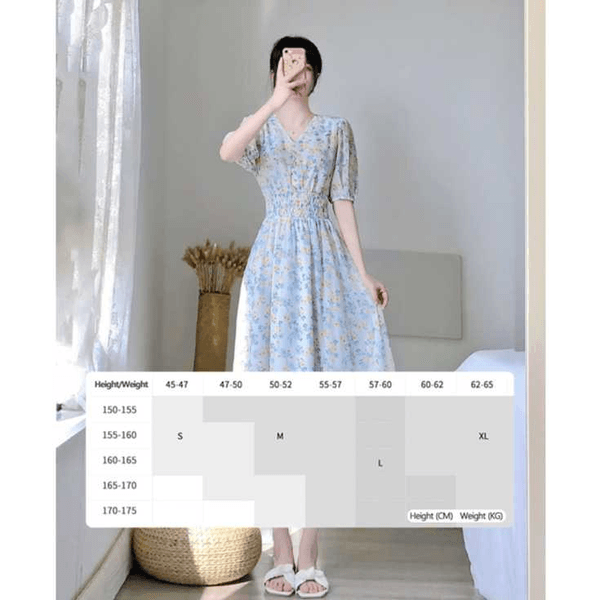 Height/Weight 45-47 47-50 50-52 55-57 57-60 60-62 62-65
150-155
155-160 S M XL
160-165 L
165-170
170-175 Height (CM) Weight (KG)